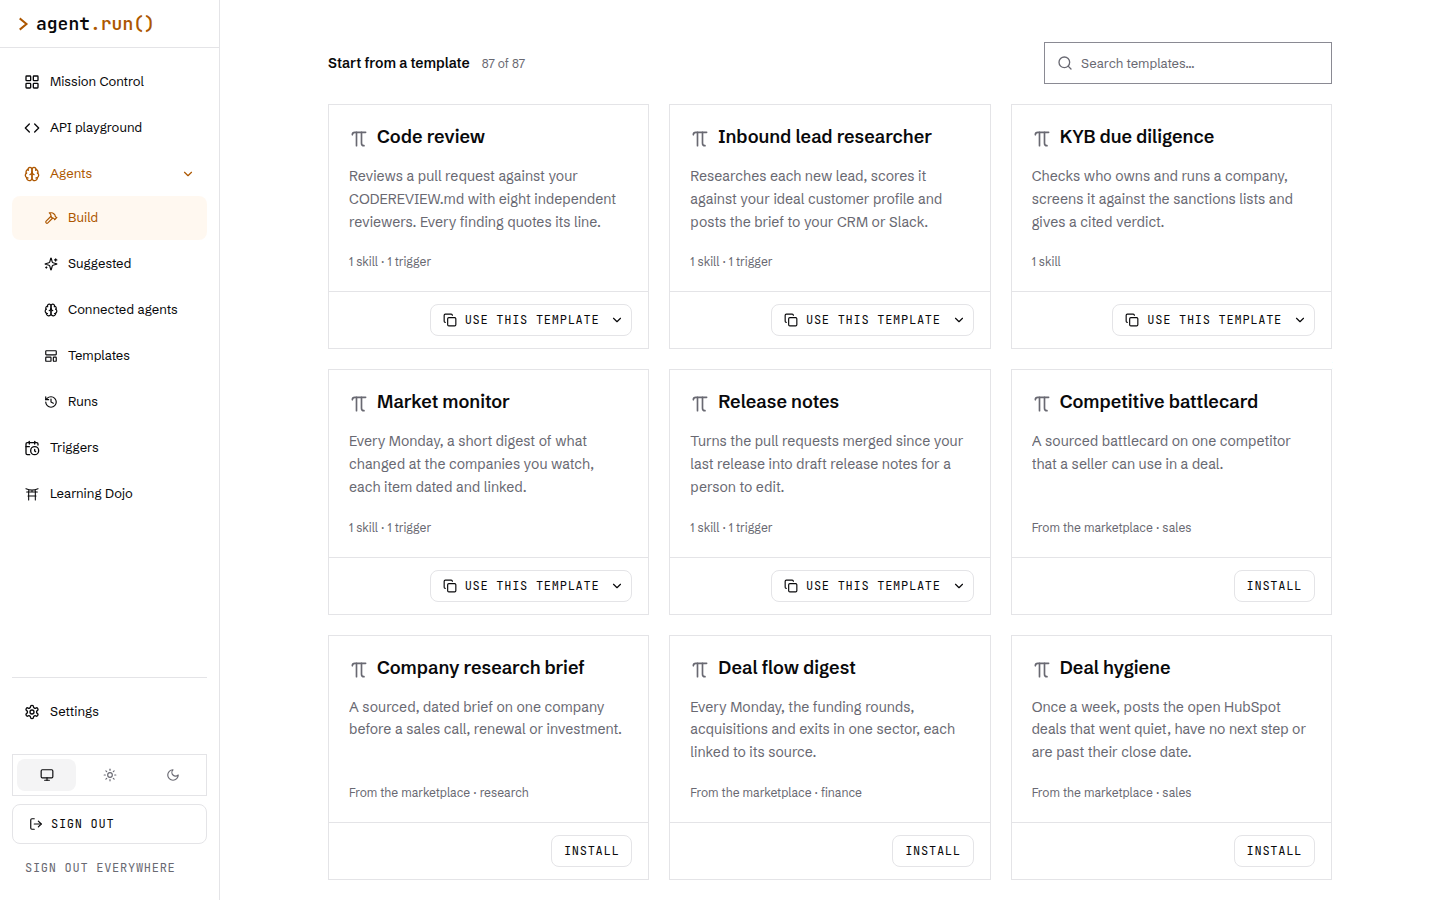 agent.run()
Mission Control
API playground
Agents
Build
Suggested
Connected agents
Templates
Runs
Triggers
Learning Dojo
Settings
SIGN OUT
SIGN OUT EVERYWHERE
Start from a template 87 of 87
Search templates…
Code review
Reviews a pull request against your
CODEREVIEW.md with eight independent
reviewers. Every finding quotes its line.
1 skill · 1 trigger
USE THIS TEMPLATE
Inbound lead researcher
Researches each new lead, scores it
against your ideal customer profile and
posts the brief to your CRM or Slack.
1 skill · 1 trigger
USE THIS TEMPLATE
KYB due diligence
Checks who owns and runs a company,
screens it against the sanctions lists and
gives a cited verdict.
1 skill
USE THIS TEMPLATE
Market monitor
Every Monday, a short digest of what
changed at the companies you watch,
each item dated and linked.
1 skill · 1 trigger
USE THIS TEMPLATE
Release notes
Turns the pull requests merged since your
last release into draft release notes for a
person to edit.
1 skill · 1 trigger
USE THIS TEMPLATE
Competitive battlecard
A sourced battlecard on one competitor
that a seller can use in a deal.
From the marketplace · sales
INSTALL
Company research brief
A sourced, dated brief on one company
before a sales call, renewal or investment.
From the marketplace · research
INSTALL
Deal flow digest
Every Monday, the funding rounds,
acquisitions and exits in one sector, each
linked to its source.
From the marketplace · finance
INSTALL
Deal hygiene
Once a week, posts the open HubSpot
deals that went quiet, have no next step or
are past their close date.
From the marketplace · sales
INSTALL